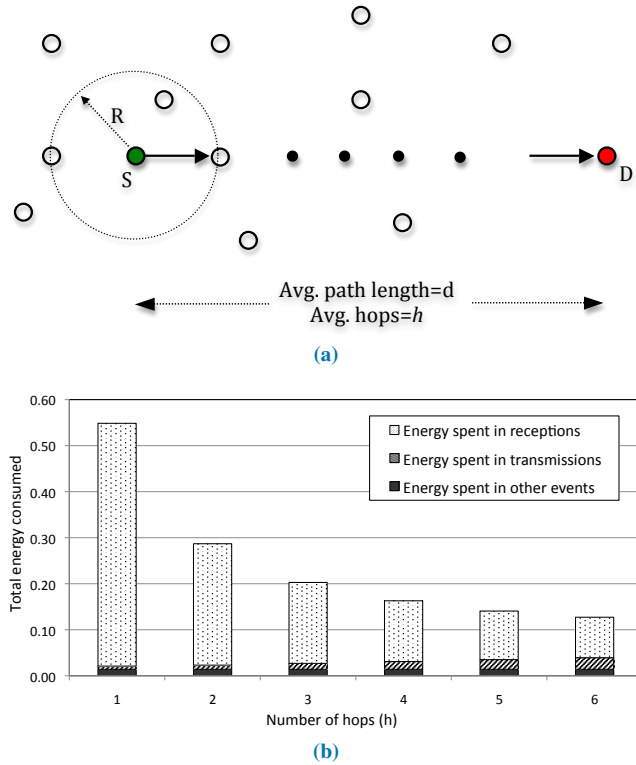 R
S
D
Avg. path length=d
Avg. hops=h
(a)
Total energy consumed
0.60
0.50
0.40
0.30
0.20
0.10
0.00
Energy spent in receptions
Energy spent in transmissions
Energy spent in other events
1 2 3 4 5 6
Number of hops (h)
(b)